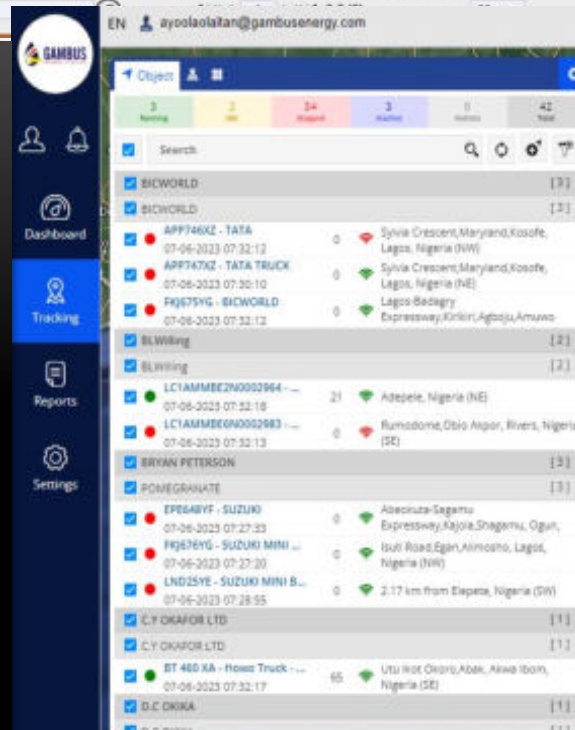 EN ayoolaolaitan@gambusenergy.com
GAMBUS
Object
3
Running
2
Idle
34
Stopped
3
Inactive
0
42
Total
Search
BICWORLD [3]
BICWORLD [3]
APP746XZ - TATA
07-06-2023 07:32:12
0
Sylvia Crescent,Maryland,Kosofe,
Lagos, Nigeria (NW)
APP747XZ - TATA TRUCK
07-06-2023 07:30:10
0
Sylvia Crescent,Maryland,Kosofe,
Lagos, Nigeria (NE)
FKJ675YG - BICWORLD
07-06-2023 07:32:12
0
Lagos-Badagry
Expressway,Kirikiri,Agboju,Amuwo
BLWilling [2]
BLWilling [2]
LC1AMMBE2N0002964 - ...
07-06-2023 07:32:18
21
Adepele, Nigeria (NE)
LC1AMMBE6N0002983 - ...
07-06-2023 07:32:13
0
Rumodome,Obio Akpor, Rivers, Nigeria
(SE)
BRYAN PETERSON [3]
POMEGRANATE [3]
EPE648YF - SUZUKI
07-06-2023 07:27:33
0
Abeokuta-Sagamu
Expressway,Kajola,Shagamu, Ogun,
FKJ676YG - SUZUKI MINI ...
07-06-2023 07:27:20
0
Isuti Road,Egan,Alimosho, Lagos,
Nigeria (NW)
LND25YE - SUZUKI MINI B...
07-06-2023 07:28:55
0
2.17 km from Elepete, Nigeria (SW)
C.Y OKAFOR LTD [1]
C.Y OKAFOR LTD [1]
BT 460 XA - Howo Truck - ...
07-06-2023 07:32:17
65
Utu Ikot Okoro,Abak, Akwa Ibom,
Nigeria (SE)
D.C OKIKA [1]
Dashboard
Tracking
Reports
Settings